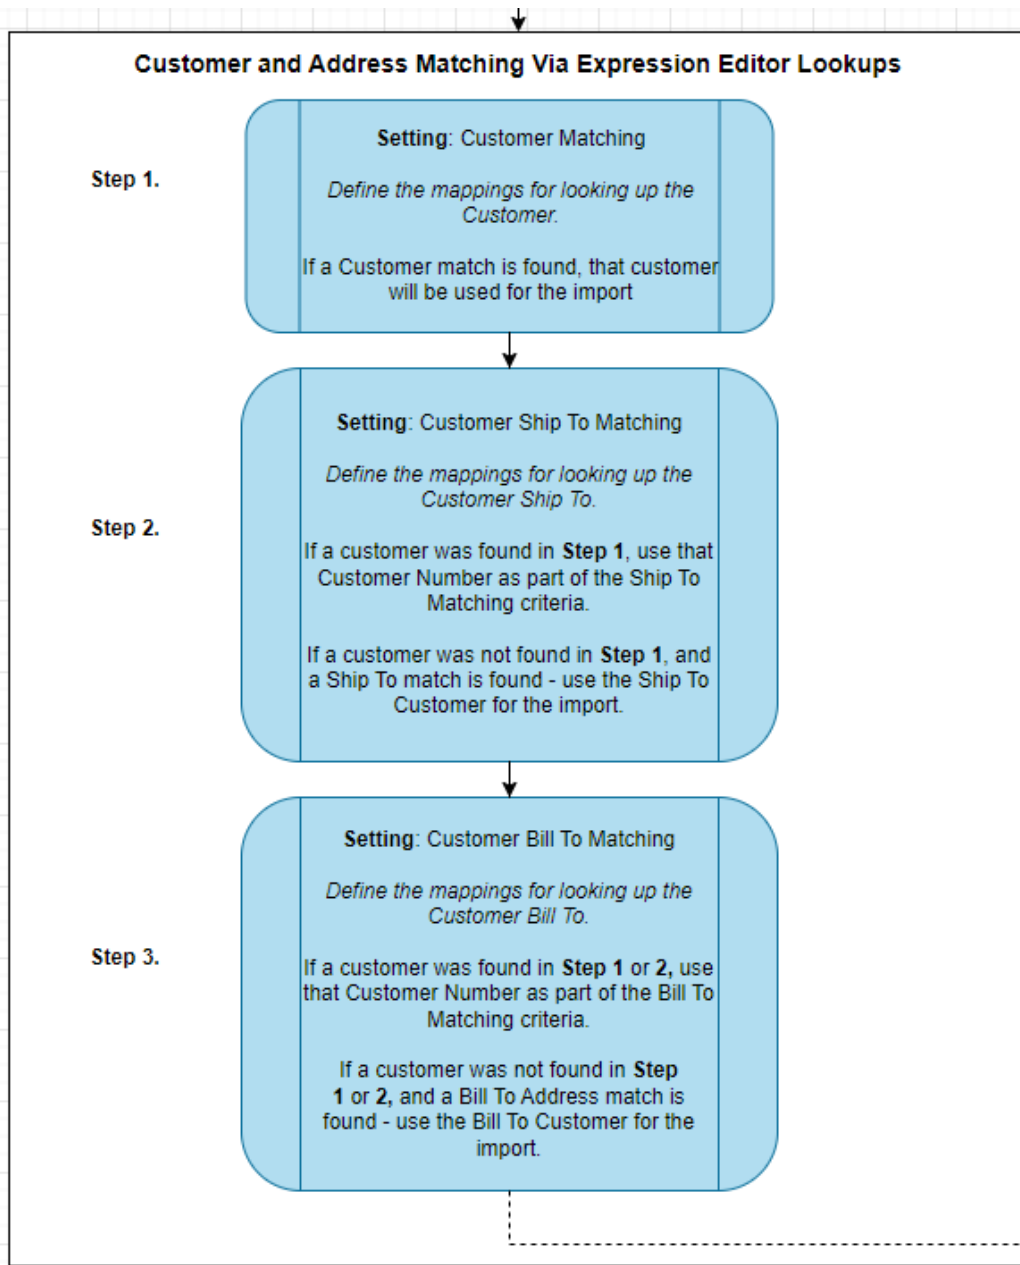 Customer and Address Matching Via Expression Editor Lookups
Step 1.
Setting: Customer Matching
Define the mappings for looking up the
Customer.
If a Customer match is found, that customer
will be used for the import
Step 2.
Setting: Customer Ship To Matching
Define the mappings for looking up the
Customer Ship To.
If a customer was found in Step 1, use that
Customer Number as part of the Ship To
Matching criteria.
If a customer was not found in Step 1, and
a Ship To match is found - use the Ship To
Customer for the import.
Step 3.
Setting: Customer Bill To Matching
Define the mappings for looking up the
Customer Bill To.
If a customer was found in Step 1 or 2, use
that Customer Number as part of the Bill To
Matching criteria.
If a customer was not found in Step
1 or 2, and a Bill To Address match is
found - use the Bill To Customer for the
import.